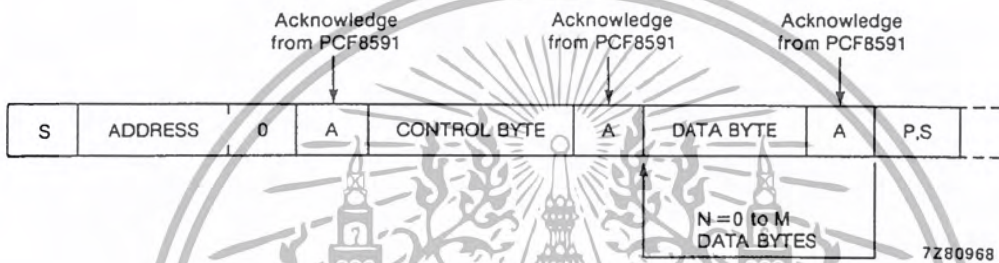 Acknowledge
from PCF8591
Acknowledge
from PCF8591
Acknowledge
from PCF8591
S ADDRESS 0 A CONTROL BYTE A DATA BYTE A P,S
N=0 to M
DATA BYTES
7Z80968